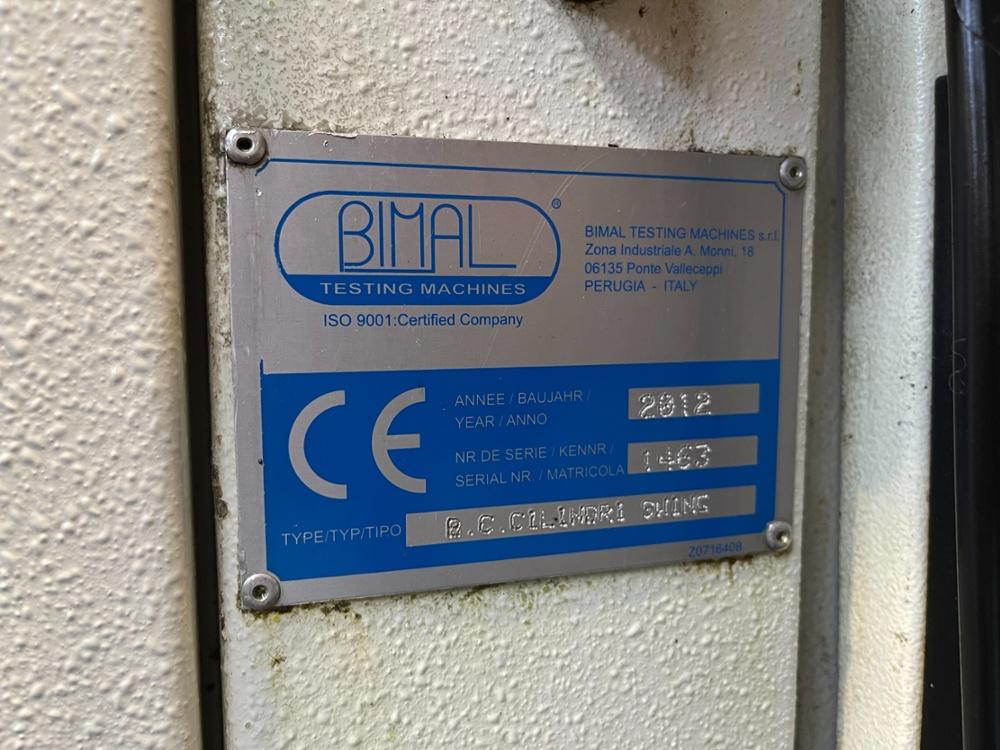 BIMAL ®
TESTING MACHINES
ISO 9001:Certified Company
BIMAL TESTING MACHINES s.r.l.
Zona Industriale A. Monni, 18
06135 Ponte Valleceppi
PERUGIA - ITALY
CE
ANNEE / BAUJAHR /
YEAR / ANNO
2012
NR.DE SERIE / KENNR /
SERIAL NR. / MATRICOLA
1463
TYPE/TYP/TIPO
B.C.CILINDRI SWING
Z0716408